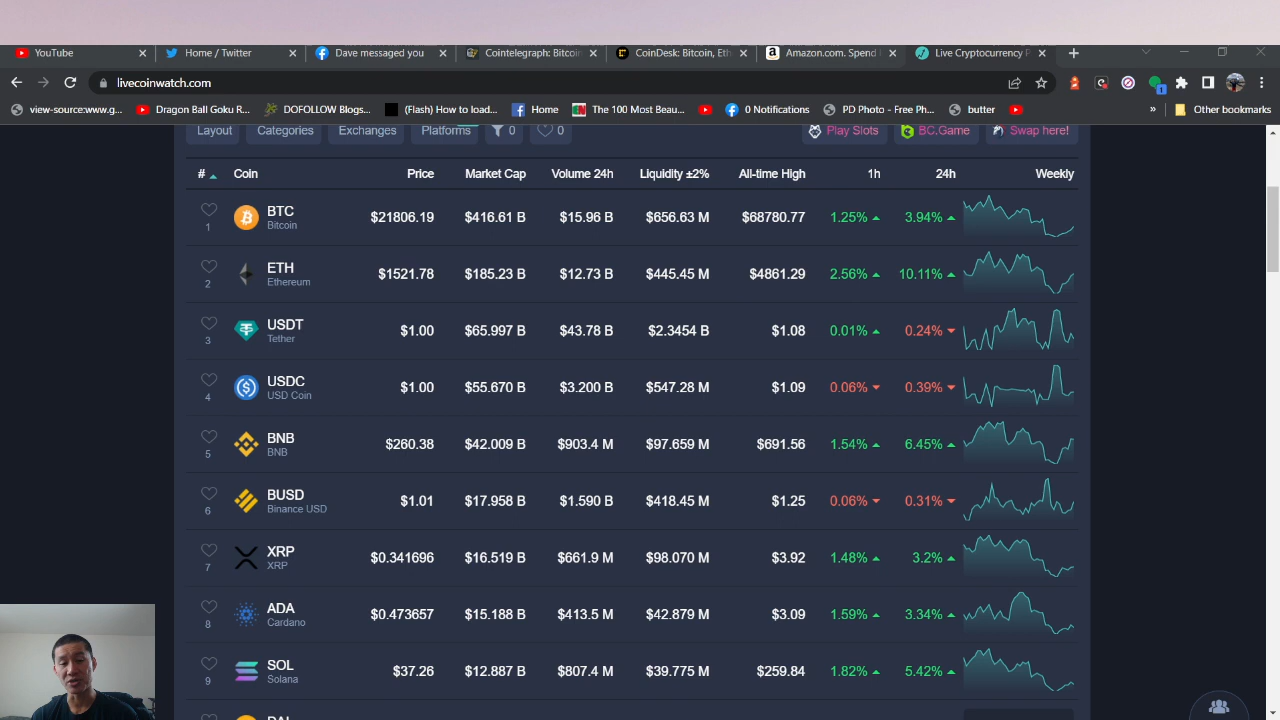 YouTube
Home / Twitter
Dave messaged you
Cointelegraph: Bitcoin
CoinDesk: Bitcoin, Eth
Amazon.com. Spend
Live Cryptocurrency P
livecoinwatch.com
view-source:www.g...
Dragon Ball Goku R...
DOFOLLOW Blogs...
(Flash) How to load...
Home
The 100 Most Beau...
0 Notifications
PD Photo - Free Ph...
butter
»
Other bookmarks
Layout
Categories
Exchanges
Platforms
0
0
Play Slots
BC.Game
Swap here!
# Coin Price Market Cap Volume 24h Liquidity ±2% All-time High 1h 24h Weekly
BTC $21806.19 $416.61 B $15.96 B $656.63 M $68780.77 1.25% 3.94%
1 Bitcoin
ETH $1521.78 $185.23 B $12.73 B $445.45 M $4861.29 2.56% 10.11%
2 Ethereum
USDT $1.00 $65.997 B $43.78 B $2.3454 B $1.08 0.01% 0.24%
3 Tether
USDC $1.00 $55.670 B $3.200 B $547.28 M $1.09 0.06% 0.39%
4 USD Coin
BNB $260.38 $42.009 B $903.4 M $97.659 M $691.56 1.54% 6.45%
5 BNB
BUSD $1.01 $17.958 B $1.590 B $418.45 M $1.25 0.06% 0.31%
6 Binance USD
XRP $0.341696 $16.519 B $661.9 M $98.070 M $3.92 1.48% 3.2%
7 XRP
ADA $0.473657 $15.188 B $413.5 M $42.879 M $3.09 1.59% 3.34%
8 Cardano
SOL $37.26 $12.887 B $807.4 M $39.775 M $259.84 1.82% 5.42%
9 Solana